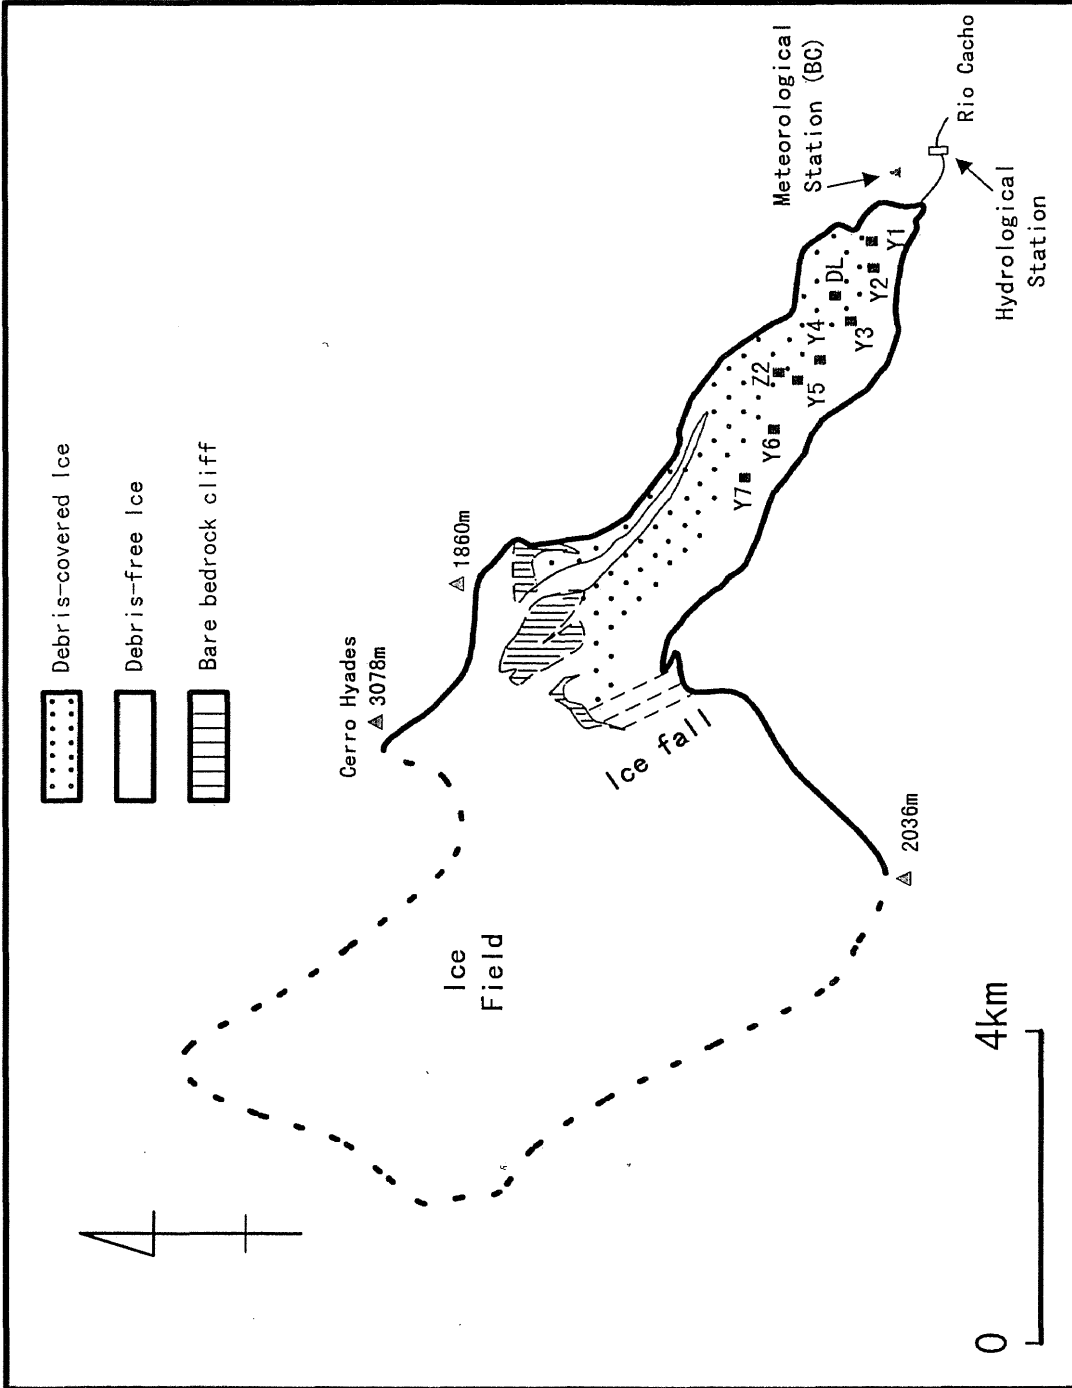 Debris-covered Ice
Debris-free Ice
Bare bedrock cliff
Cerro Hyades
3078m
1860m
Meteorological
Station (BC)
Rio Cacho
Hydrological
Station
DL
Y1
Y2
Y3
Y4
Z2
Y5
Y6
Y7
Ice fall
2036m
Ice
Field
0
4km